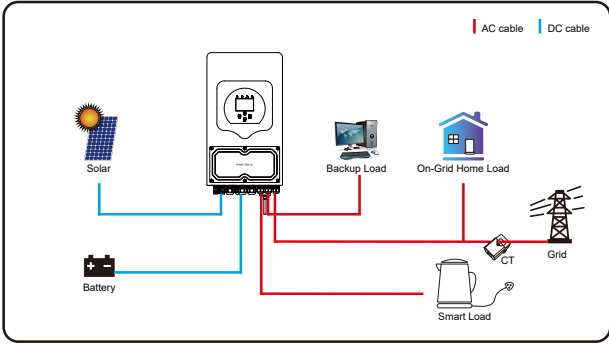 AC cable
DC cable
Solar
Backup Load
On-Grid Home Load
CT
Grid
Battery
Smart Load